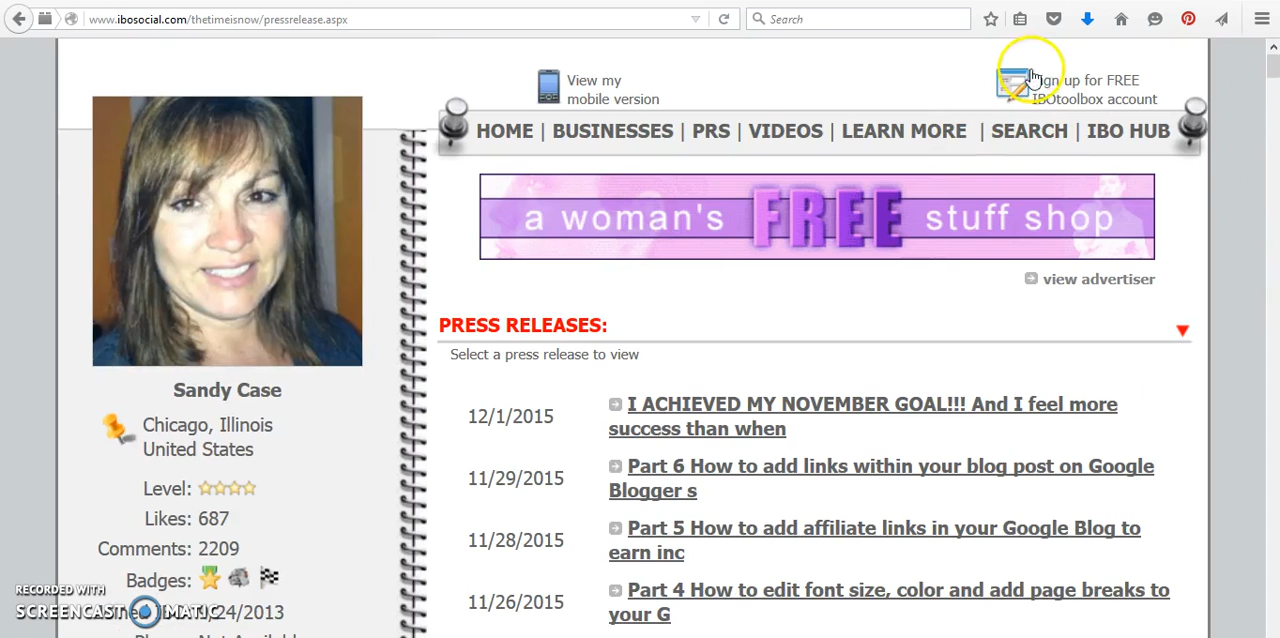 www.ibosocial.com/thetimeisnow/pressrelease.aspx
Search
View my
mobile version
Sign up for FREE
IBOtoolbox account
HOME | BUSINESSES | PRS | VIDEOS | LEARN MORE | SEARCH | IBO HUB
a woman's FREE stuff shop
view advertiser
PRESS RELEASES:
Select a press release to view
12/1/2015
I ACHIEVED MY NOVEMBER GOAL!!! And I feel more
success than when
11/29/2015
Part 6 How to add links within your blog post on Google
Blogger s
11/28/2015
Part 5 How to add affiliate links in your Google Blog to
earn inc
11/26/2015
Part 4 How to edit font size, color and add page breaks to
your G
Sandy Case
Chicago, Illinois
United States
Level:
Likes: 687
Comments: 2209
Badges:
24/2013
RECORDED WITH
SCREENCAST MATIC